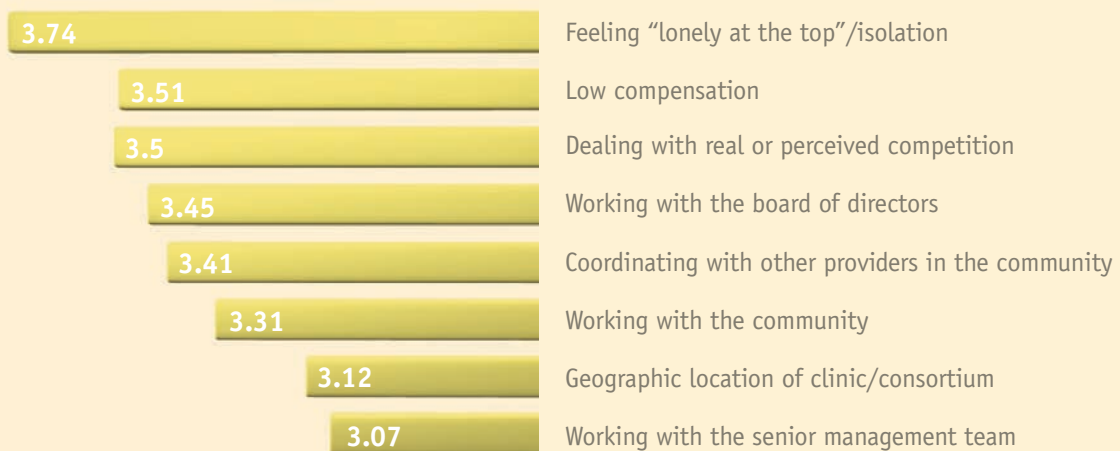 3.74 Feeling “lonely at the top”/isolation
3.51 Low compensation
3.5 Dealing with real or perceived competition
3.45 Working with the board of directors
3.41 Coordinating with other providers in the community
3.31 Working with the community
3.12 Geographic location of clinic/consortium
3.07 Working with the senior management team